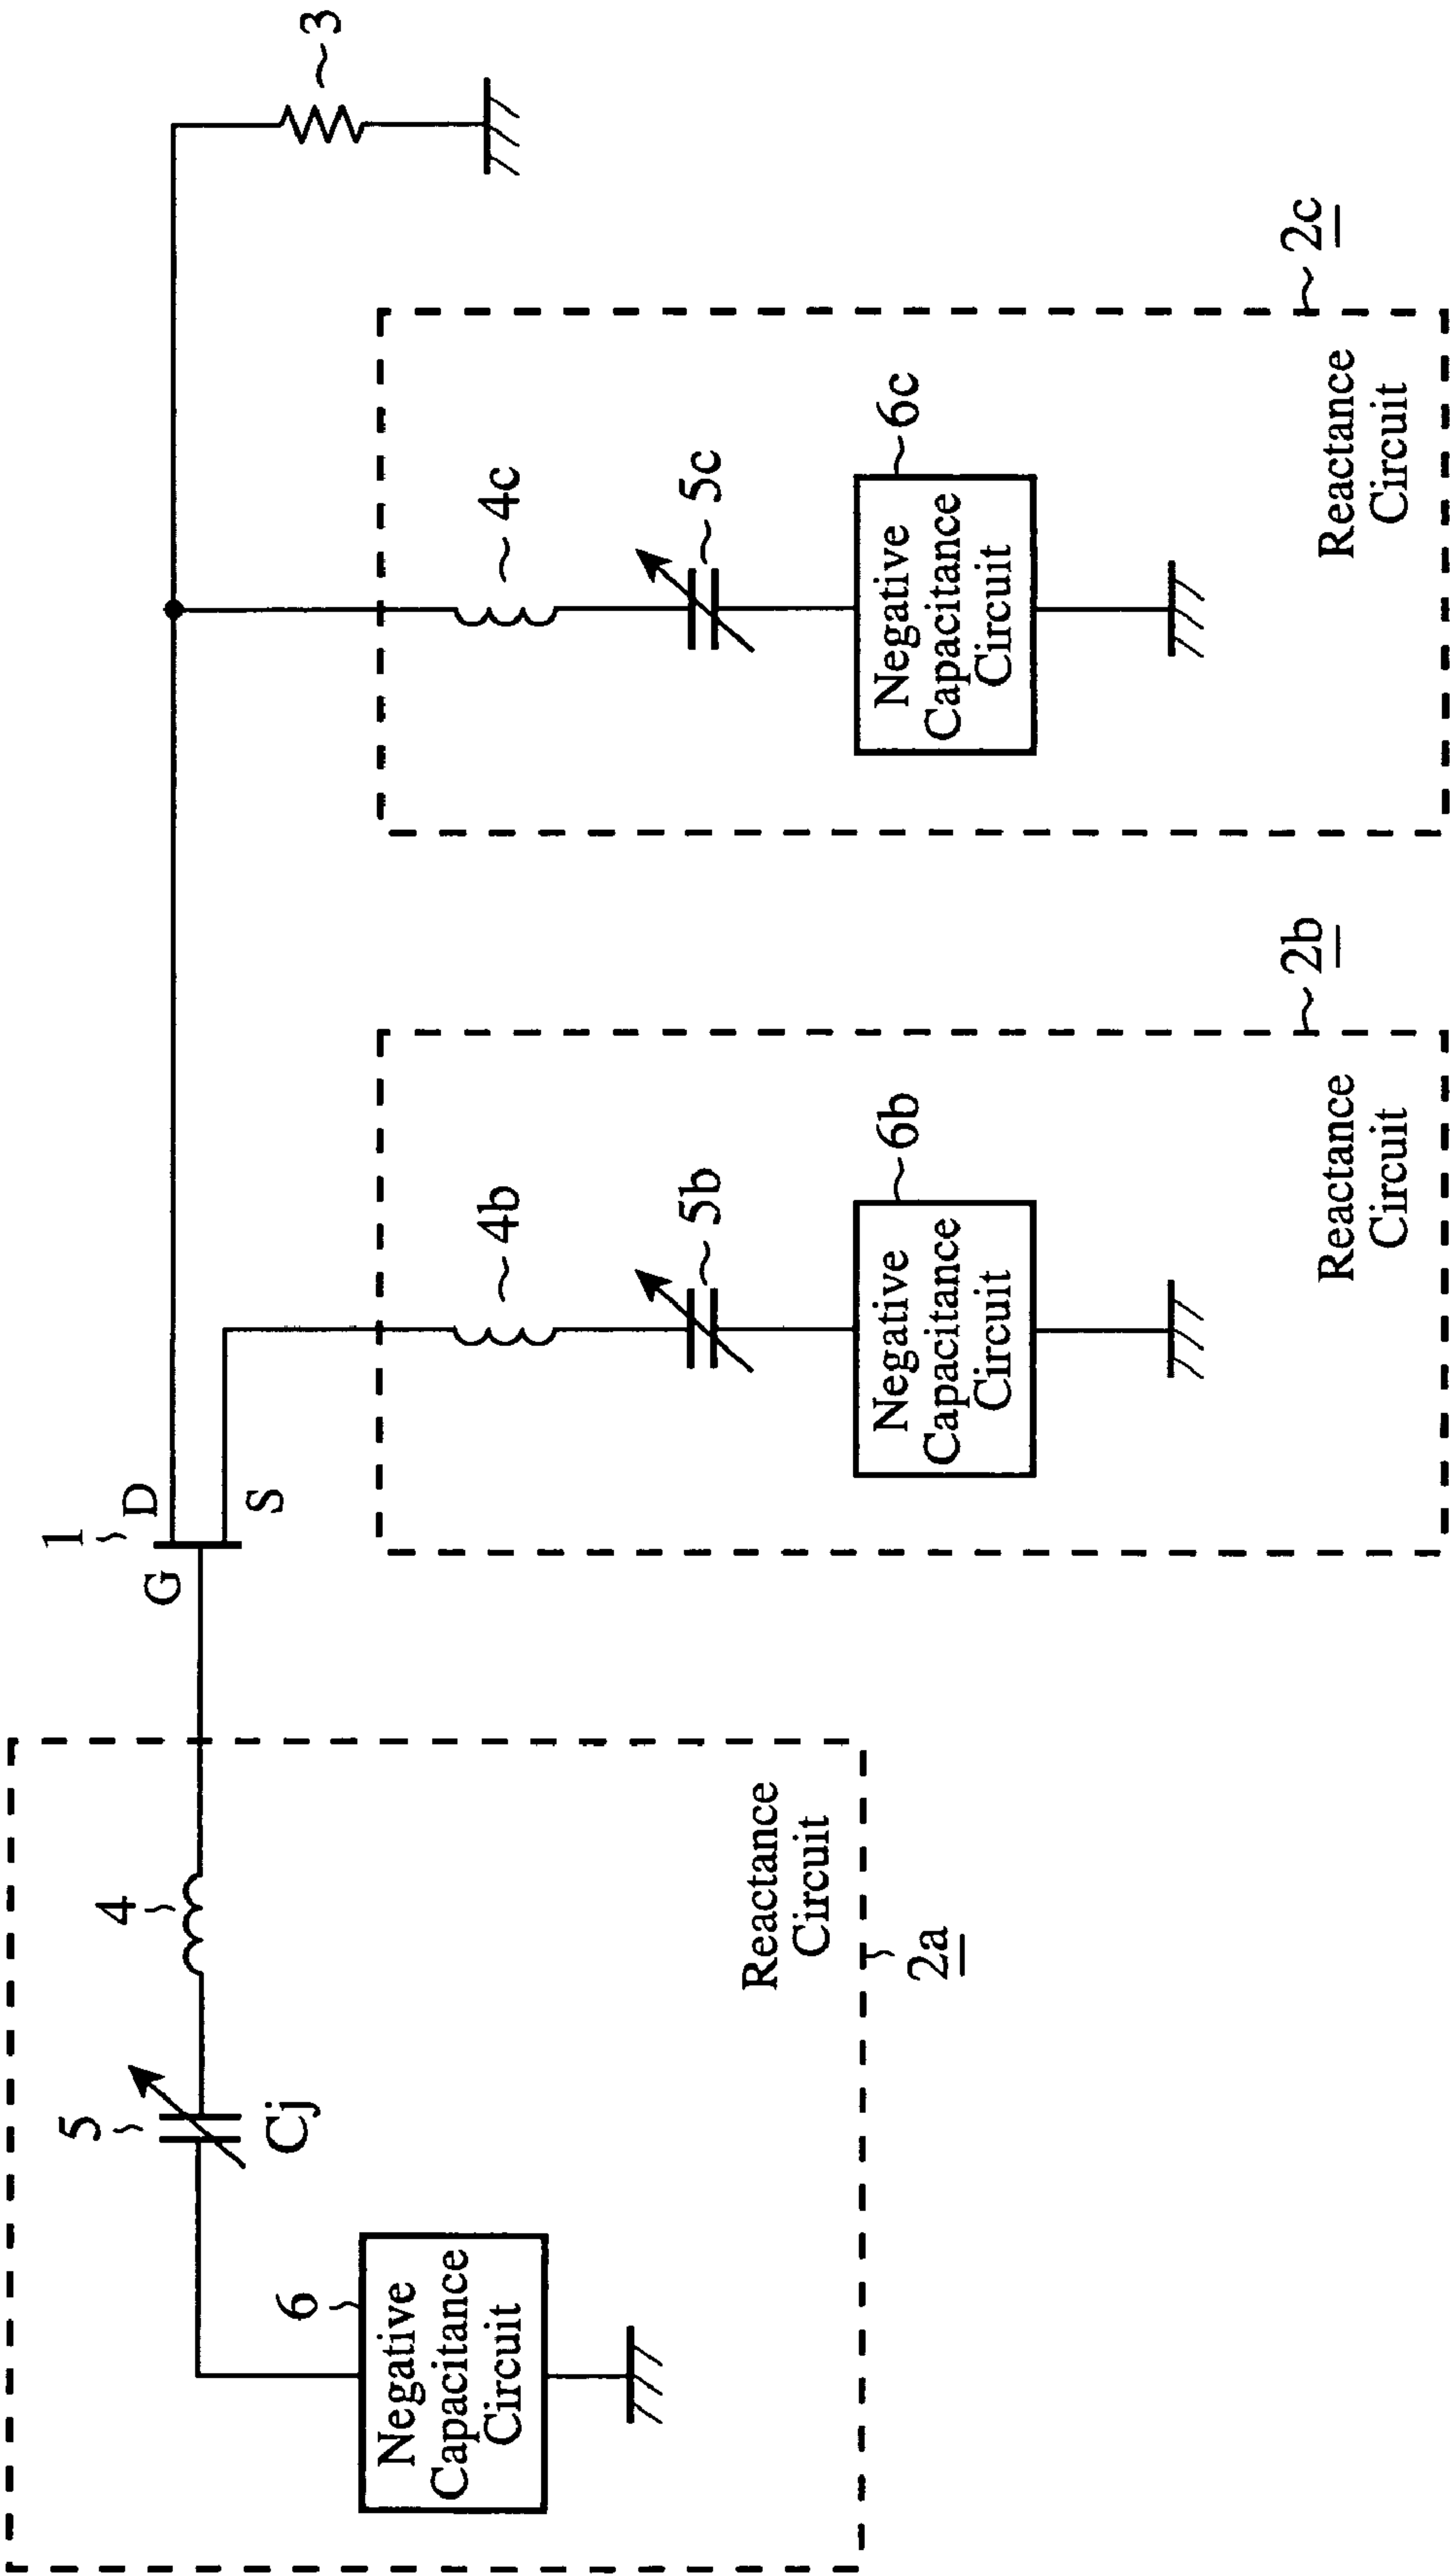 1
D
G
S
3
4
5
Cj
6
Negative
Capacitance
Circuit
Reactance
Circuit
2a
4b
5b
6b
Negative
Capacitance
Circuit
Reactance
Circuit
2b
4c
5c
6c
Negative
Capacitance
Circuit
Reactance
Circuit
2c